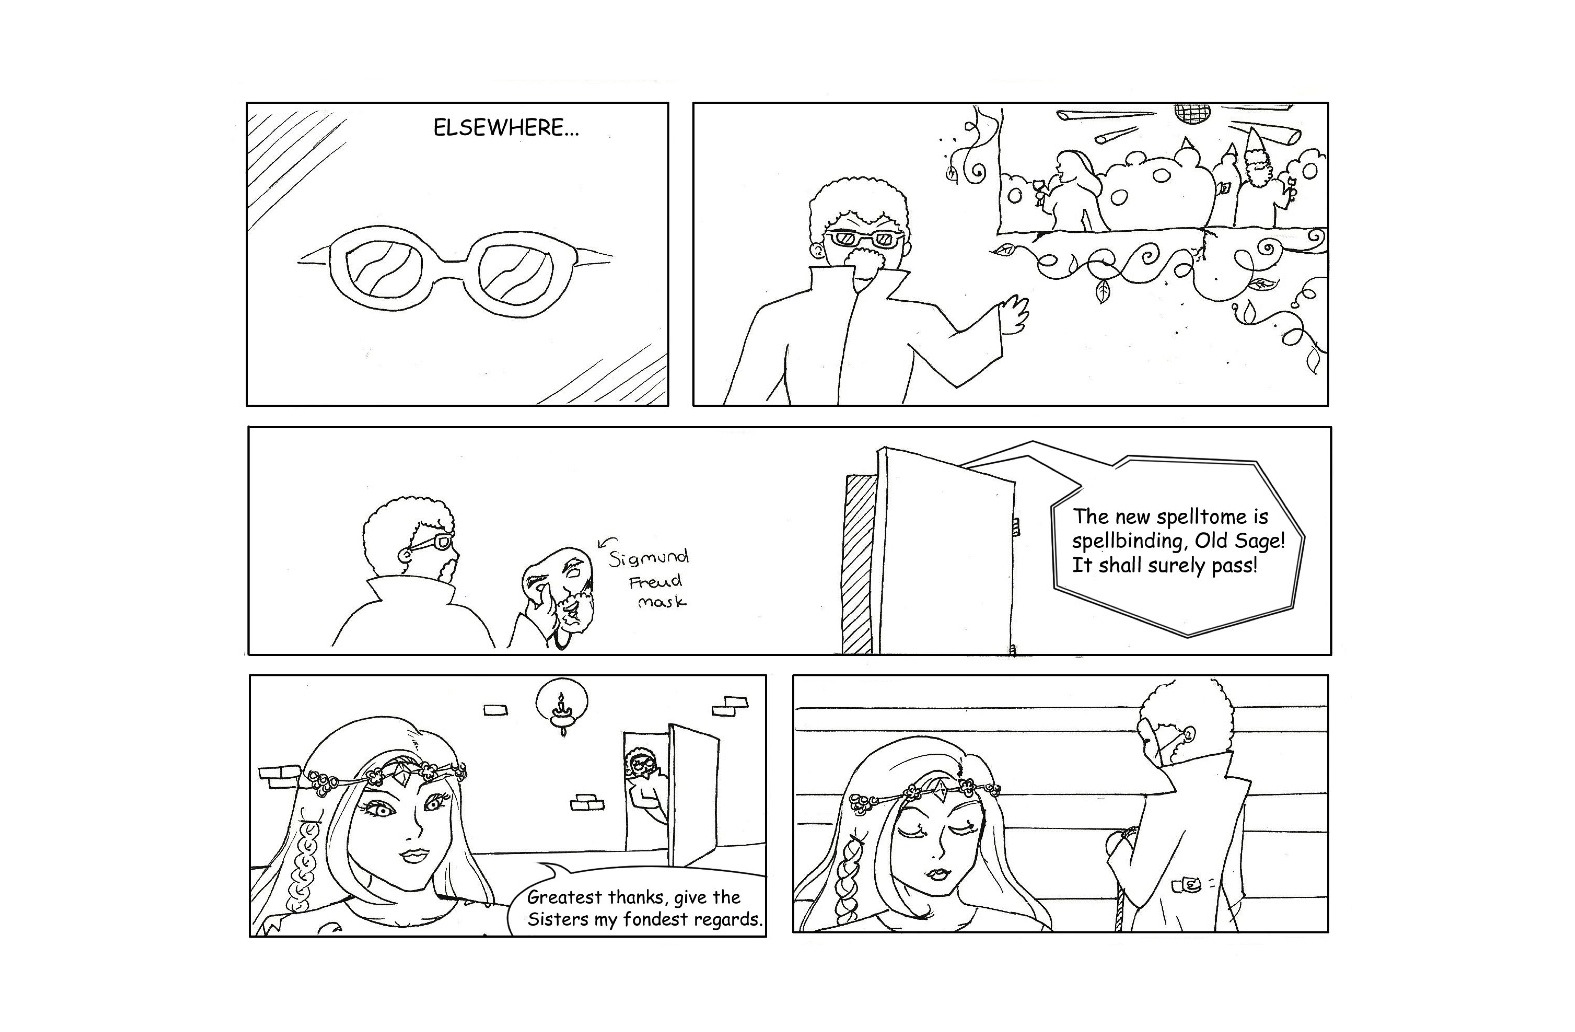 ELSEWHERE...
Sigmund
Freud
mask
The new spelltome is
spellbinding, Old Sage!
It shall surely pass!
Greatest thanks, give the
Sisters my fondest regards.